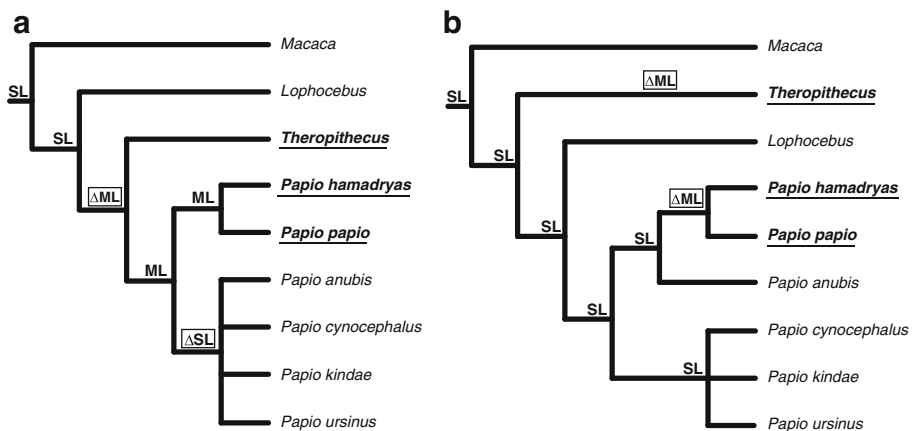 a
Macaca
SL
Lophocebus
SL
Theropithecus
ΔML
Papio hamadryas
ML
Papio papio
ML
Papio anubis
Papio cynocephalus
ΔSL
Papio kindae
Papio ursinus
b
Macaca
SL
ΔML
Theropithecus
SL
Lophocebus
Papio hamadryas
ΔML
SL
Papio papio
SL
Papio anubis
SL
Papio cynocephalus
SL
Papio kindae
Papio ursinus